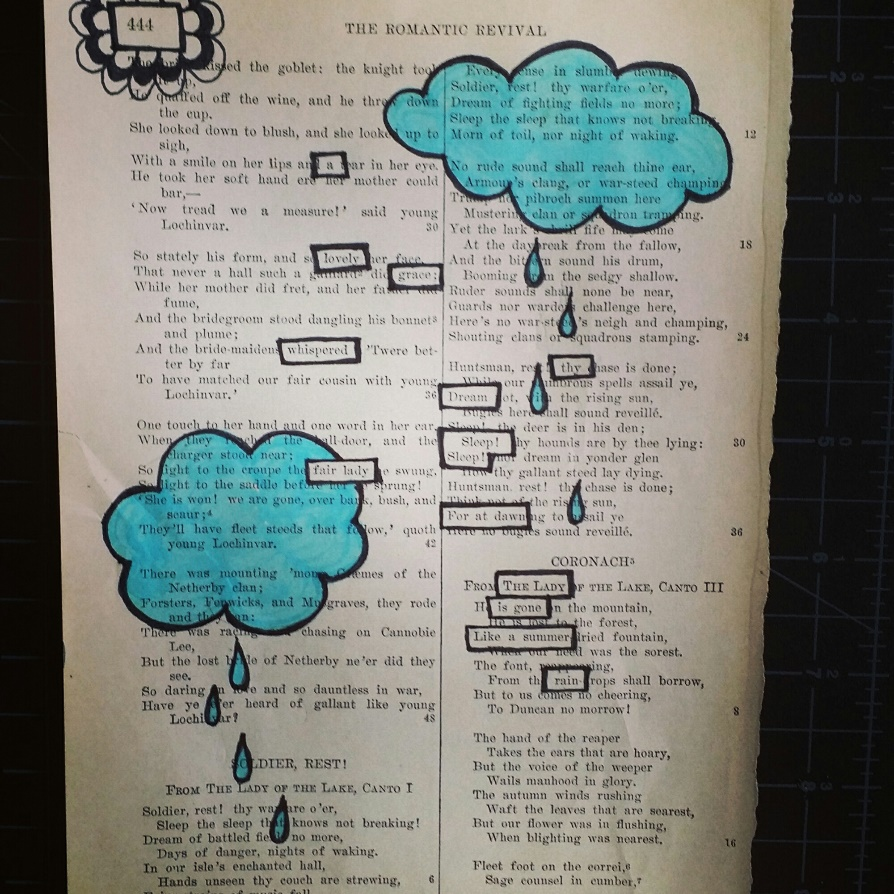 444
THE ROMANTIC REVIVAL
kissed the goblet: the knight took
up,
He quaffed off the wine, and he threw down
the cup.
She looked down to blush, and she looked up to
sigh,
With a smile on her lips and a tear in her eye.
He took her soft hand ere her mother could
bar,—
'Now tread we a measure!' said young
Lochinvar. 30
So stately his form, and so lovely her face,
That never a hall such a galliard did grace;
While her mother did fret, and her father did
fume,
And the bridegroom stood dangling his bonnet³
and plume;
And the bride-maidens whispered 'Twere bet-
ter by far
To have matched our fair cousin with young
Lochinvar.' 36
One touch to her hand and one word in her ear,
When they reached the hall-door, and the
charger stood near;
So light to the croupe the fair lady he swung,
So light to the saddle before her he sprung!
'She is won! we are gone, over bank, bush, and
scaur;⁴
They'll have fleet steeds that follow,' quoth
young Lochinvar. 42
There was mounting 'mong Graemes of the
Netherby clan;
Forsters, Fenwicks, and Musgraves, they rode
and they ran:
There was racing chasing on Cannobie
Lee,
But the lost bride of Netherby ne'er did they
see.
So daring in love and so dauntless in war,
Have ye e'er heard of gallant like young
Lochinvar? 48
SOLDIER, REST!
FROM THE LADY OF THE LAKE, CANTO I
Soldier, rest! thy warfare o'er,
Sleep the sleep that knows not breaking!
Dream of battled fields no more,
Days of danger, nights of waking.
In our isle's enchanted hall,
Hands unseen thy couch are strewing, 6
Every sense in slumber dewing.
Soldier, rest! thy warfare o'er,
Dream of fighting fields no more;
Sleep the sleep that knows not breaking,
Morn of toil, nor night of waking. 12
No rude sound shall reach thine ear,
Armour's clang, or war-steed champing,
Trump nor pibroch summon here
Mustering clan or squadron tramping.
Yet the lark's shrill fife may come
At the daybreak from the fallow, 18
And the bittern sound his drum,
Booming from the sedgy shallow.
Ruder sounds shall none be near,
Guards nor warders challenge here,
Here's no war-steed's neigh and champing,
Shouting clans or squadrons stamping. 24
Huntsman, rest! thy chase is done;
While our slumbrous spells assail ye,
Dream not, with the rising sun,
Bugles here shall sound reveillé.
Sleep! the deer is in his den;
Sleep! thy hounds are by thee lying: 30
Sleep! nor dream in yonder glen
How thy gallant steed lay dying.
Huntsman, rest! thy chase is done;
Think not of the rising sun,
For at dawning to assail ye
Here no bugles sound reveillé. 36
CORONACH⁵
FROM THE LADY OF THE LAKE, CANTO III
He is gone on the mountain,
He is lost to the forest,
Like a summer-dried fountain,
When our need was the sorest.
The font, reappearing,
From the rain-drops shall borrow,
But to us comes no cheering,
To Duncan no morrow! 8
The hand of the reaper
Takes the ears that are hoary,
But the voice of the weeper
Wails manhood in glory.
The autumn winds rushing
Waft the leaves that are searest,
But our flower was in flushing,
When blighting was nearest. 16
Fleet foot on the correi,⁶
Sage counsel in cumber,⁷